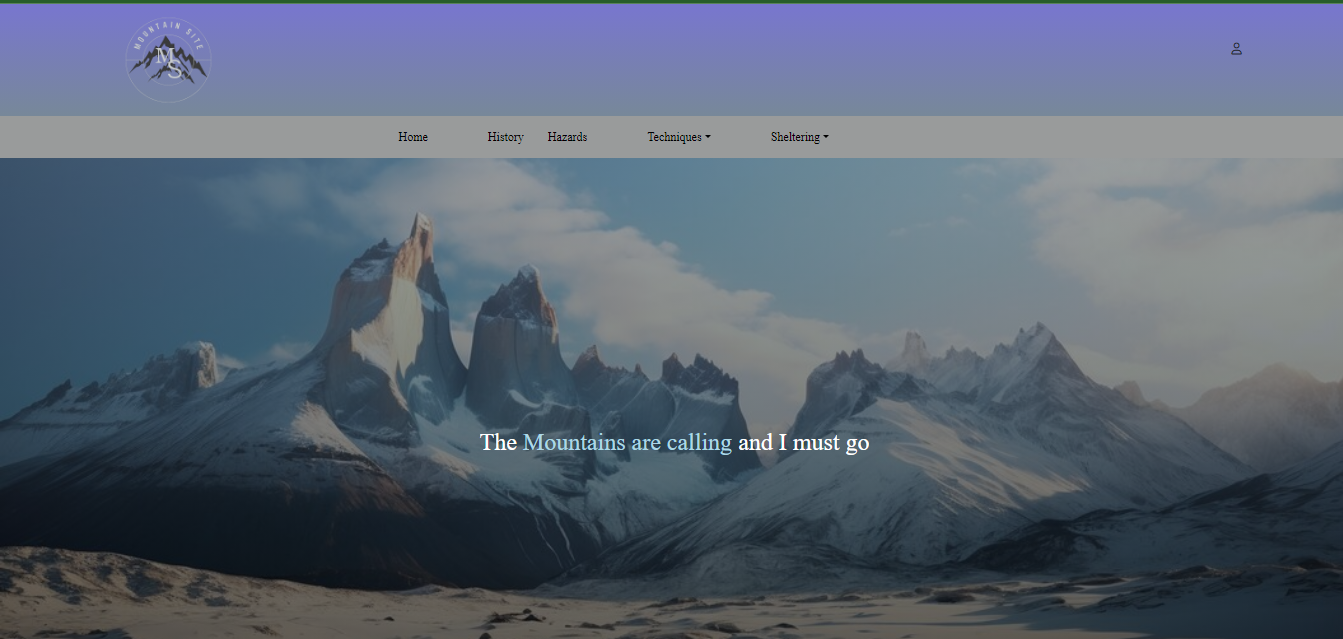 MOUNTAIN SITE
MS
Home History Hazards Techniques Sheltering
The Mountains are calling and I must go